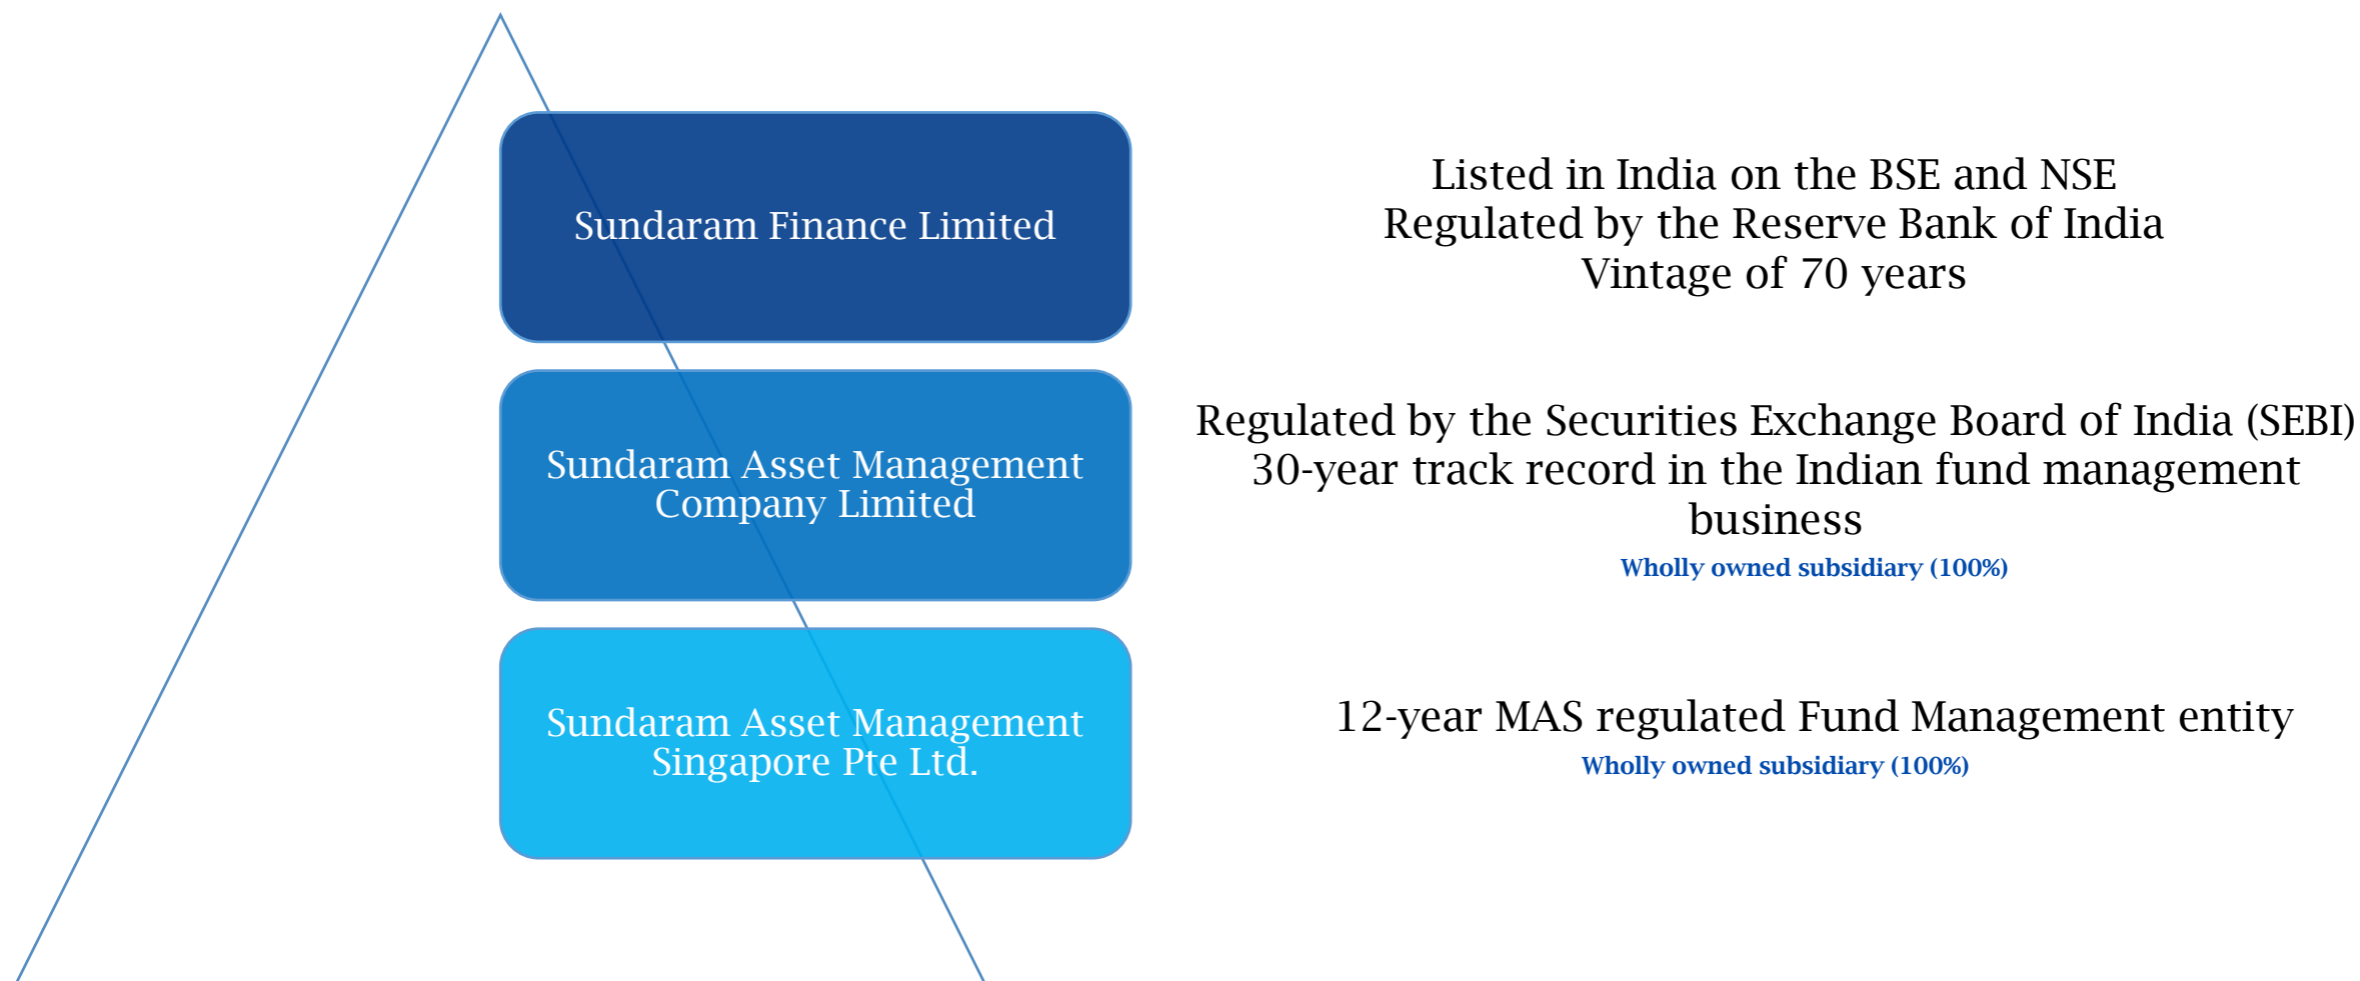 Sundaram Finance Limited
Listed in India on the BSE and NSE
Regulated by the Reserve Bank of India
Vintage of 70 years
Sundaram Asset Management
Company Limited
Regulated by the Securities Exchange Board of India (SEBI)
30-year track record in the Indian fund management
business
Wholly owned subsidiary (100%)
Sundaram Asset Management
Singapore Pte Ltd.
12-year MAS regulated Fund Management entity
Wholly owned subsidiary (100%)